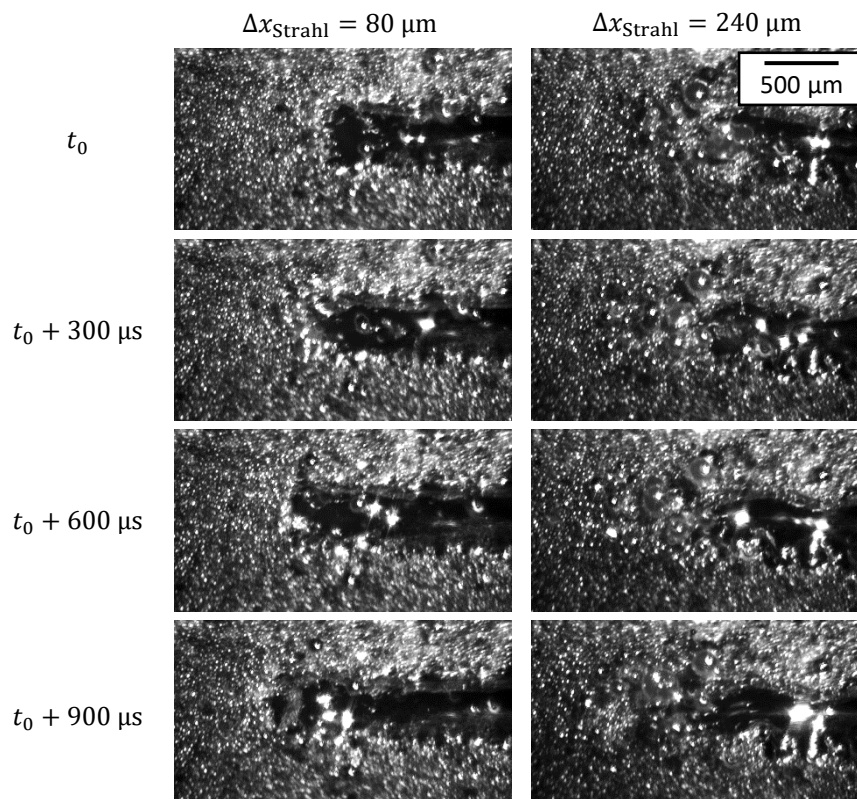 Δx_Strahl = 80 µm
Δx_Strahl = 240 µm
500 µm
t_0
t_0 + 300 µs
t_0 + 600 µs
t_0 + 900 µs